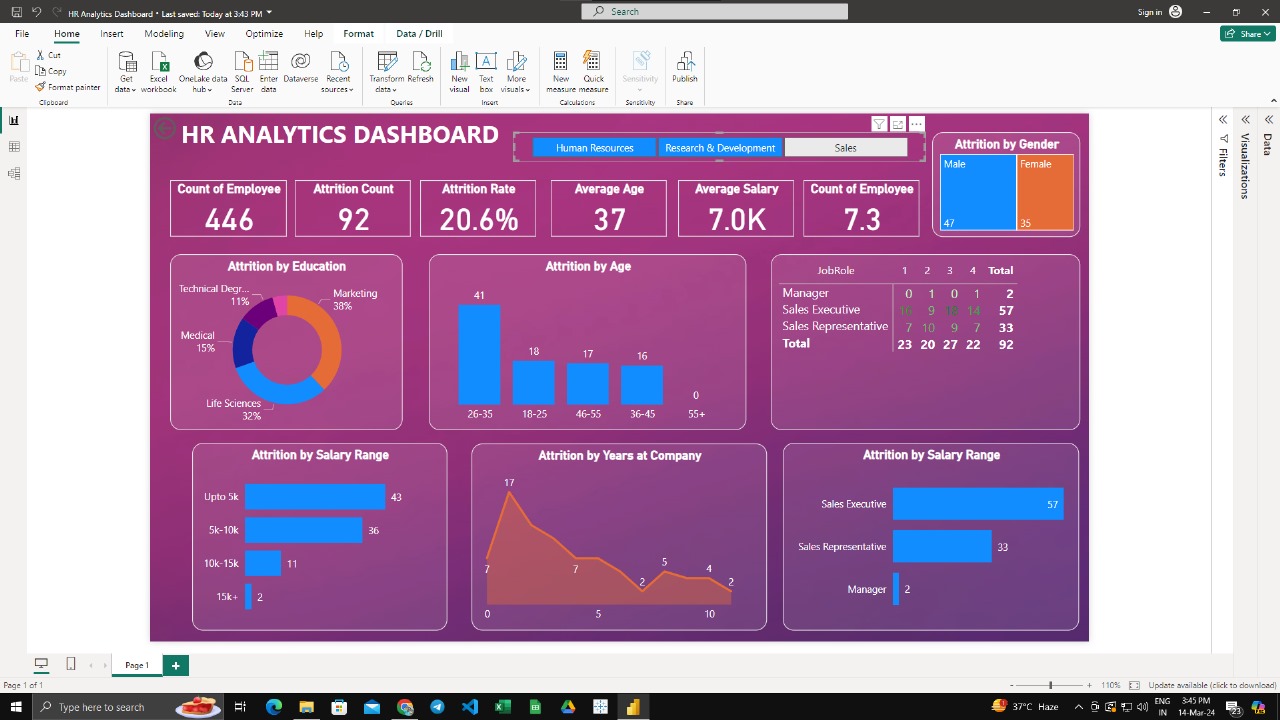 HR Analytics Dashboard • Last saved: Today at 3:43 PM
Search
Sign in
File Home Insert Modeling View Optimize Help Format Data / Drill
Share
Paste
Cut
Copy
Format painter
Clipboard
Get data
Excel workbook
OneLake data hub
SQL Server
Enter data
Dataverse
Recent sources
Data
Transform data
Refresh
Queries
New visual
Text box
More visuals
Insert
New measure
Quick measure
Calculations
Sensitivity
Sensitivity
Publish
Share
HR ANALYTICS DASHBOARD
Human Resources
Research & Development
Sales
Attrition by Gender
Male
Female
47
35
Count of Employee
446
Attrition Count
92
Attrition Rate
20.6%
Average Age
37
Average Salary
7.0K
Count of Employee
7.3
Attrition by Education
Technical Degr...
11%
Marketing
38%
Medical
15%
Life Sciences
32%
Attrition by Age
41
18
17
16
0
26-35 18-25 46-55 36-45 55+
JobRole 1 2 3 4 Total
Manager 0 1 0 1 2
Sales Executive 9 14 57
Sales Representative 7 10 9 7 33
Total 23 20 27 22 92
Attrition by Salary Range
Upto 5k 43
5k-10k 36
10k-15k 11
15k+ 2
Attrition by Years at Company
17
7
7
2
5
4
2
0 5 10
Attrition by Salary Range
Sales Executive 57
Sales Representative 33
Manager 2
Filters
Visualizations
Data
Page 1
Page 1 of 1
110%
Update available (click to download)
Type here to search
37°C Haze
ENG
IN
3:45 PM
14-Mar-24
23